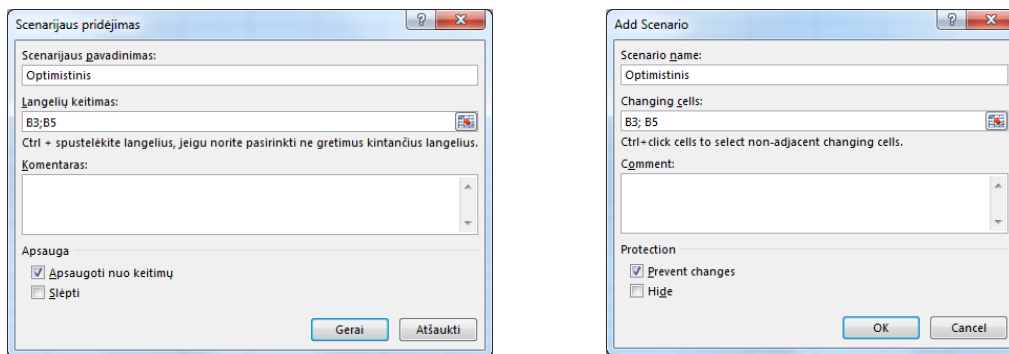 Scenarijaus pridėjimas
Scenarijaus pavadinimas:
Optimistinis
Langelių keitimas:
B3;B5
Ctrl + spustelėkite langelius, jeigu norite pasirinkti ne gretimus kintančius langelius.
Komentaras:
Apsauga
Apsaugoti nuo keitimų
Slėpti
Gerai
Atšaukti
Add Scenario
Scenario name:
Optimistinis
Changing cells:
B3; B5
Ctrl+click cells to select non-adjacent changing cells.
Comment:
Protection
Prevent changes
Hide
OK
Cancel